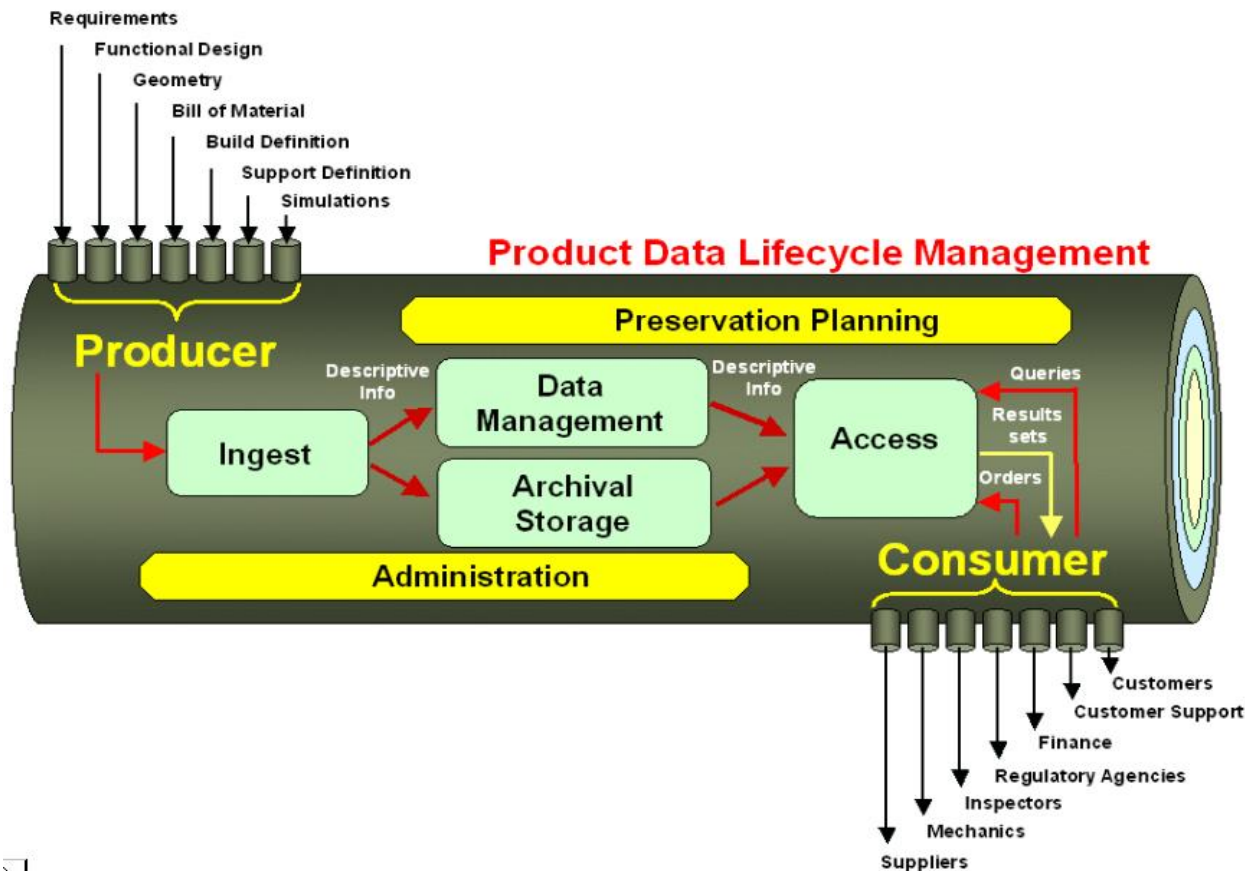 Requirements
Functional Design
Geometry
Bill of Material
Build Definition
Support Definition
Simulations
Product Data Lifecycle Management
Preservation Planning
Producer
Descriptive
Info
Data
Management
Descriptive
Info
Queries
Ingest
Access
Results
sets
Archival
Storage
Orders
Administration
Consumer
Customers
Customer Support
Finance
Regulatory Agencies
Inspectors
Mechanics
Suppliers